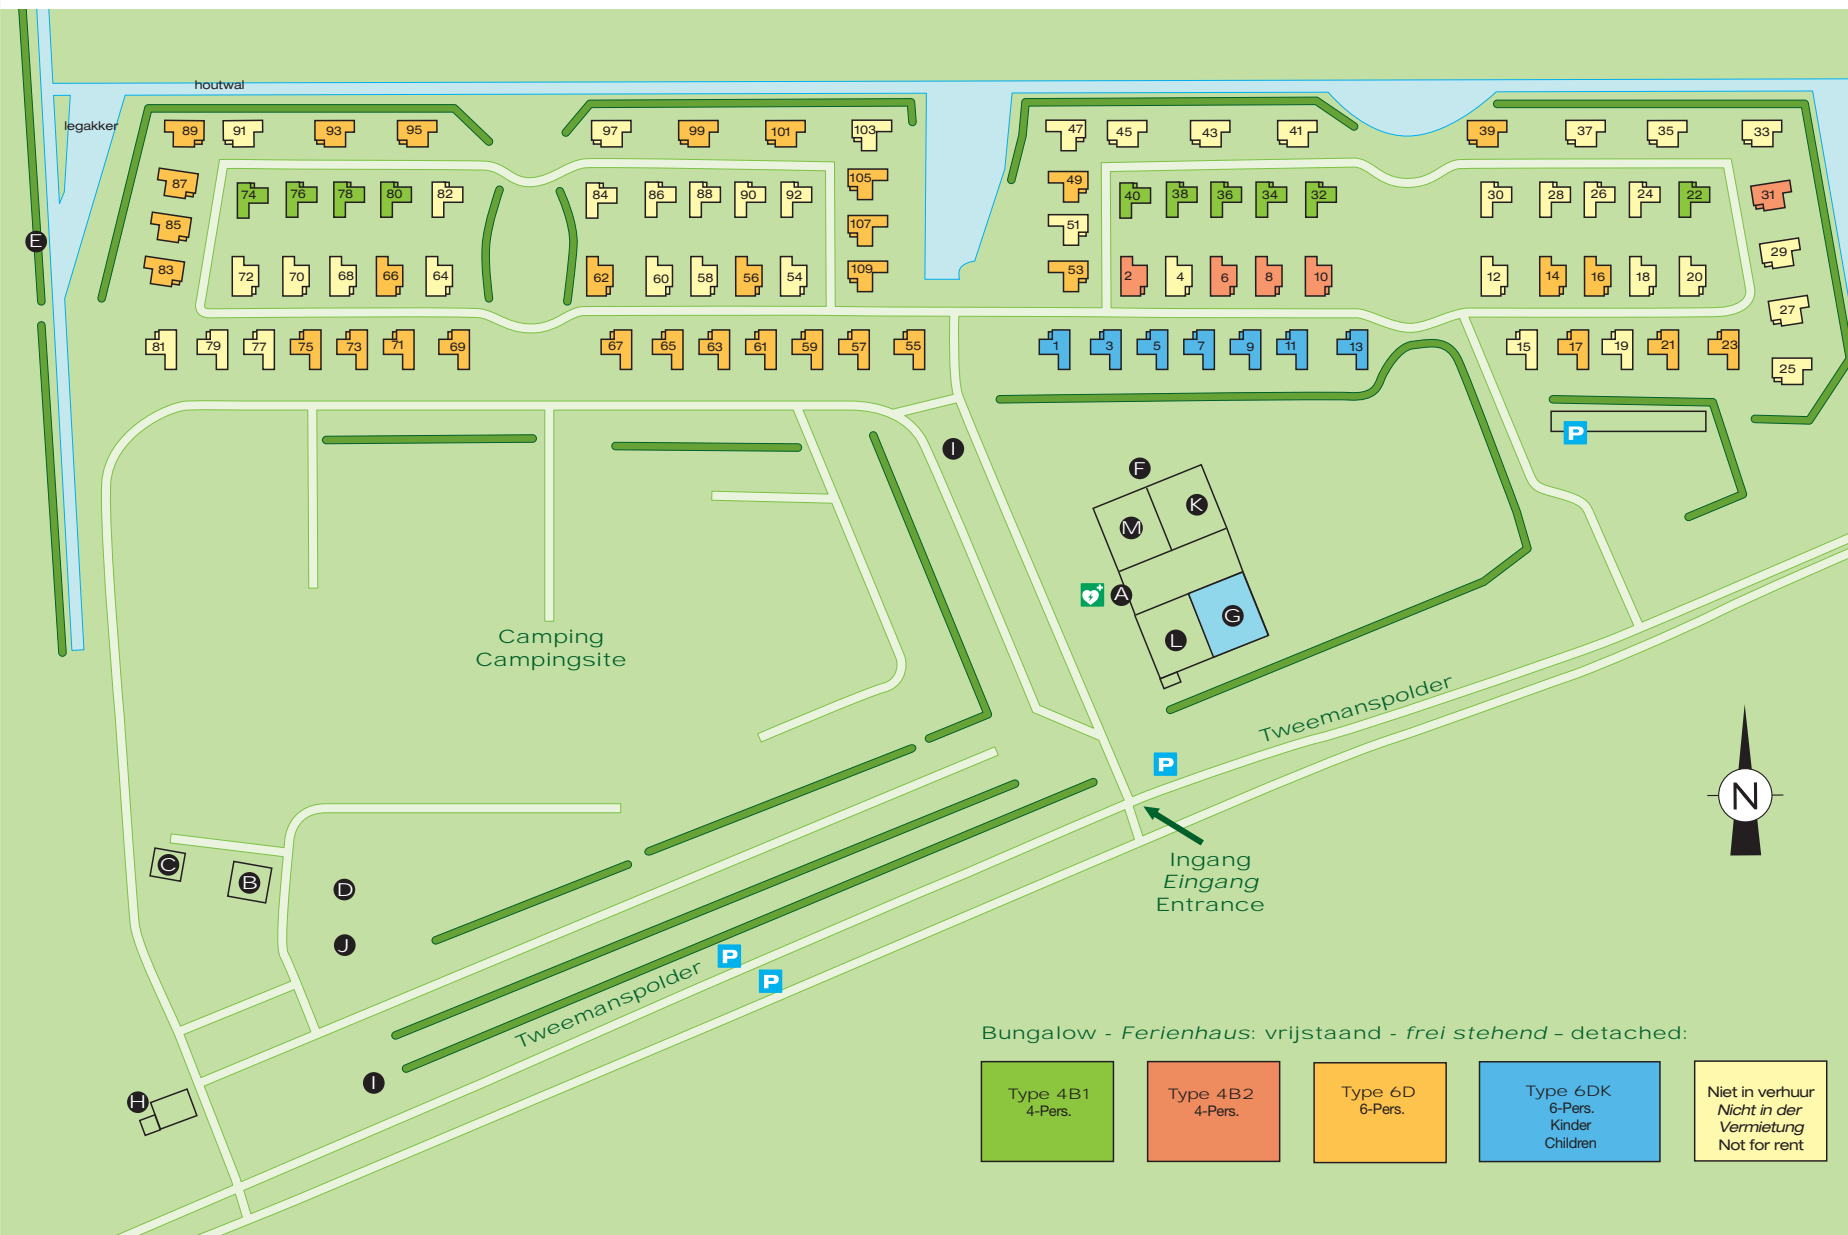 houtwal
legakker
89 91 93 95 97 99 101 103 47 45 43 41 39 37 35 33
87 105 49 31
74 76 78 80 82 84 86 88 90 92 40 38 36 34 32 30 28 26 24 22
85 107 51 29
E
83 109 53
72 70 68 66 64 62 60 58 56 54 2 4 6 8 10 12 14 16 18 20
27
81 79 77 75 73 71 69 67 65 63 61 59 57 55 1 3 5 7 9 11 13 15 17 19 21 23
25
P
I
F
K
M
A
G
L
Camping
Campingsite
Tweemanspolder
P
N
Ingang
Eingang
Entrance
C
B
D
J
P
P
Tweemanspolder
I
H
Bungalow - Ferienhaus: vrijstaand - frei stehend – detached:
Type 4B1
4-Pers.
Type 4B2
4-Pers.
Type 6D
6-Pers.
Type 6DK
6-Pers.
Kinder
Children
Niet in verhuur
Nicht in der
Vermietung
Not for rent